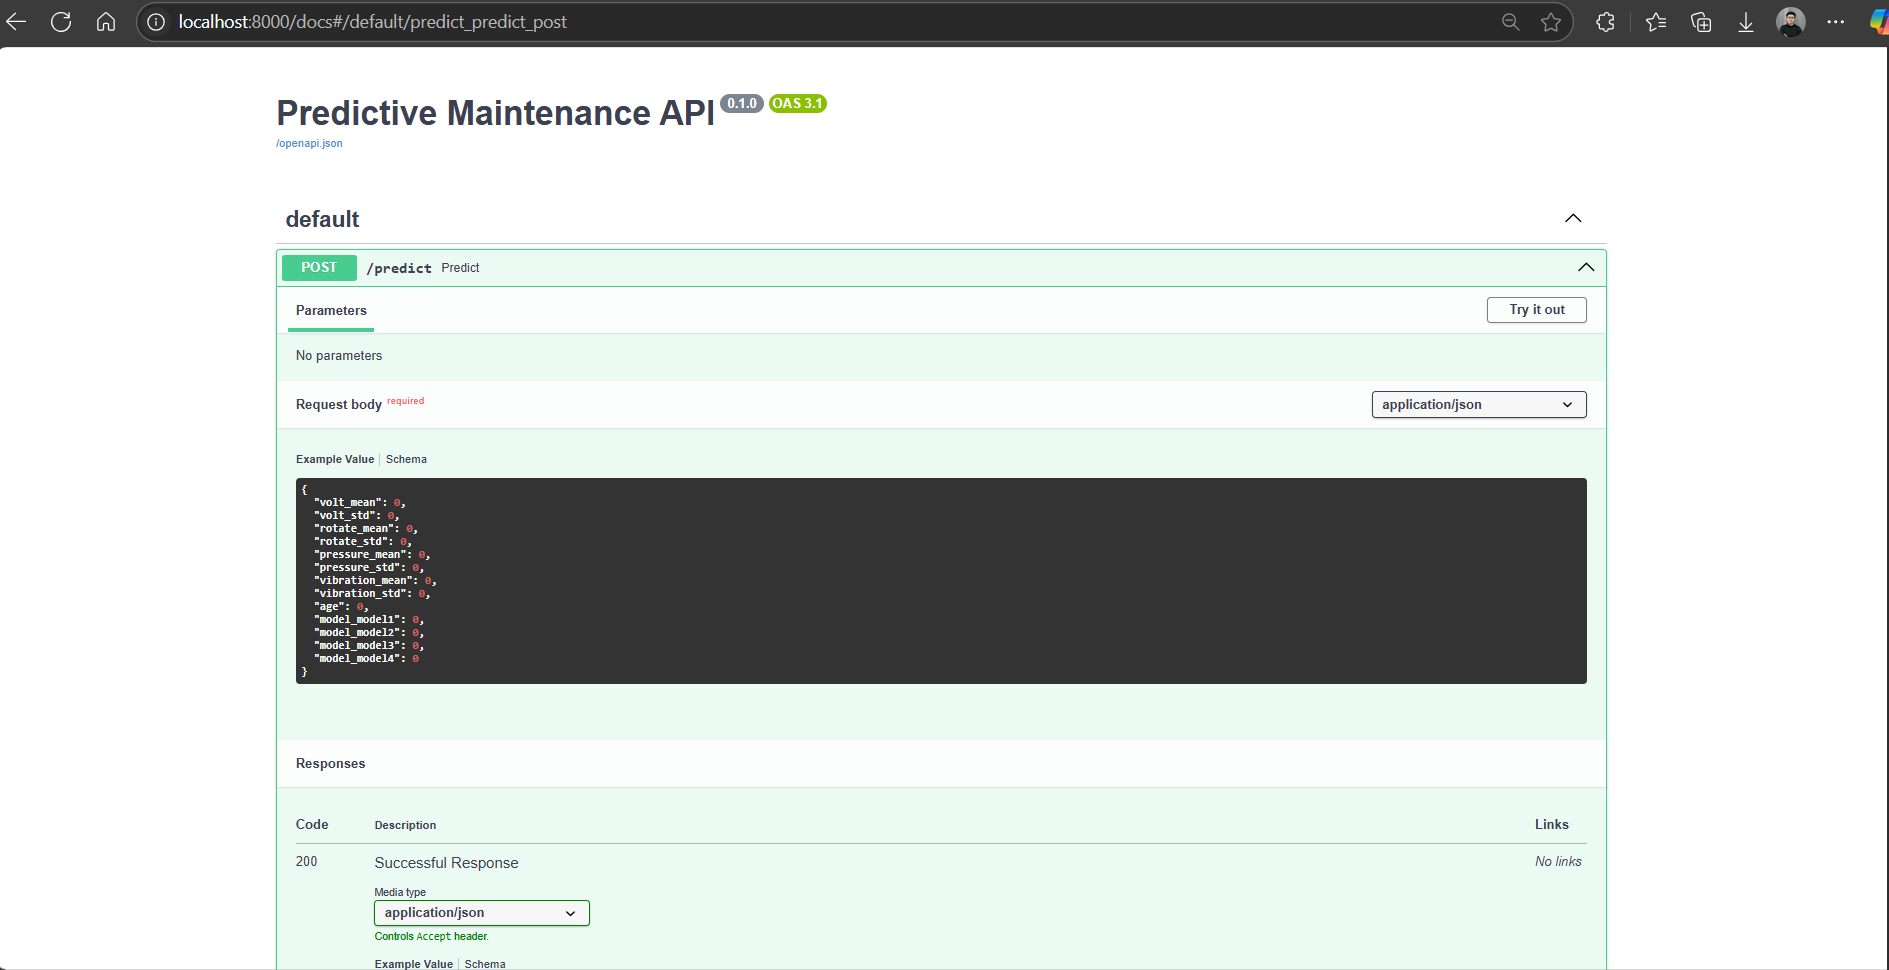 localhost:8000/docs#/default/predict_predict_post
Predictive Maintenance API 0.1.0 OAS 3.1
/openapi.json
default
POST /predict Predict
Parameters Try it out
No parameters
Request body required application/json
Example Value Schema
{
"volt_mean": 0,
"volt_std": 0,
"rotate_mean": 0,
"rotate_std": 0,
"pressure_mean": 0,
"pressure_std": 0,
"vibration_mean": 0,
"vibration_std": 0,
"age": 0,
"model_model1": 0,
"model_model2": 0,
"model_model3": 0,
"model_model4": 0
}
Responses
Code Description Links
200 Successful Response No links
Media type
application/json
Controls Accept header.
Example Value Schema